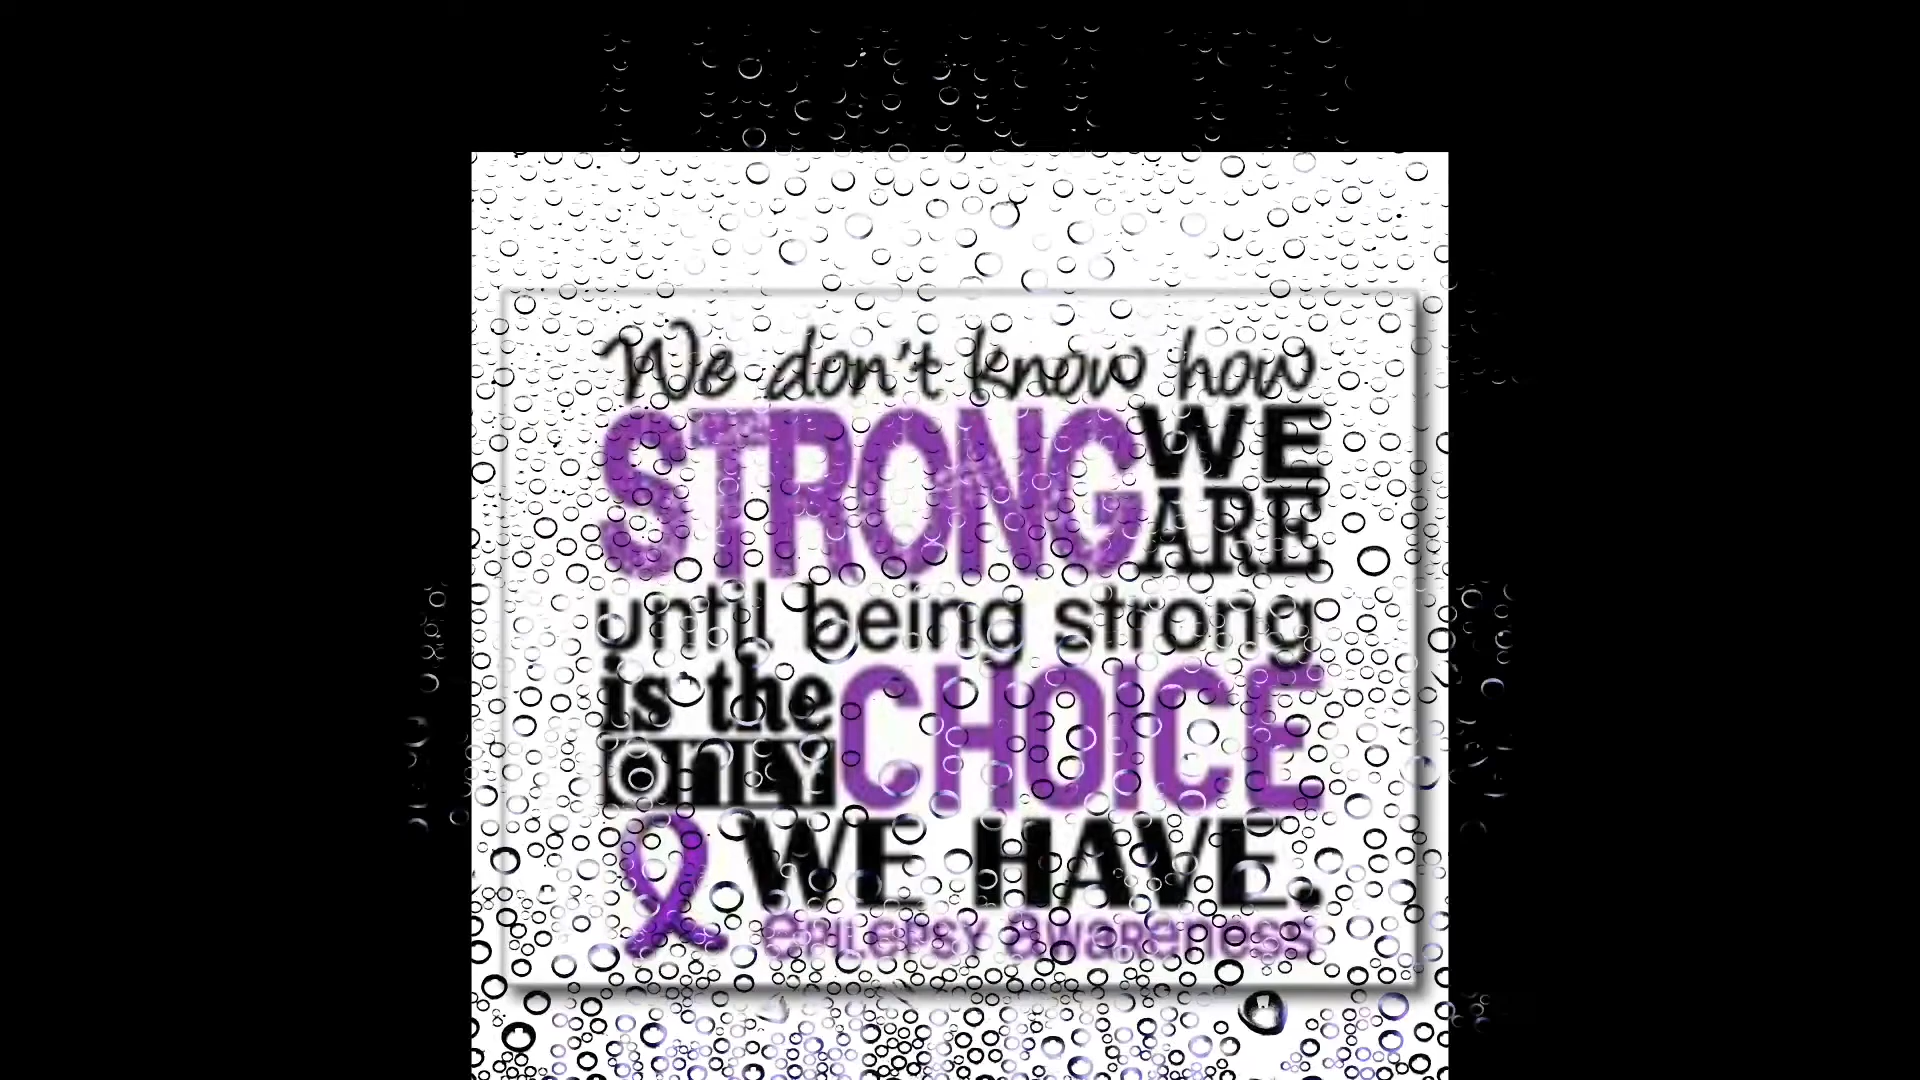 We don't know how
STRONG WE
ARE
until being strong
is the
ONLY CHOICE
WE HAVE.
EPILEPSY AWARENESS